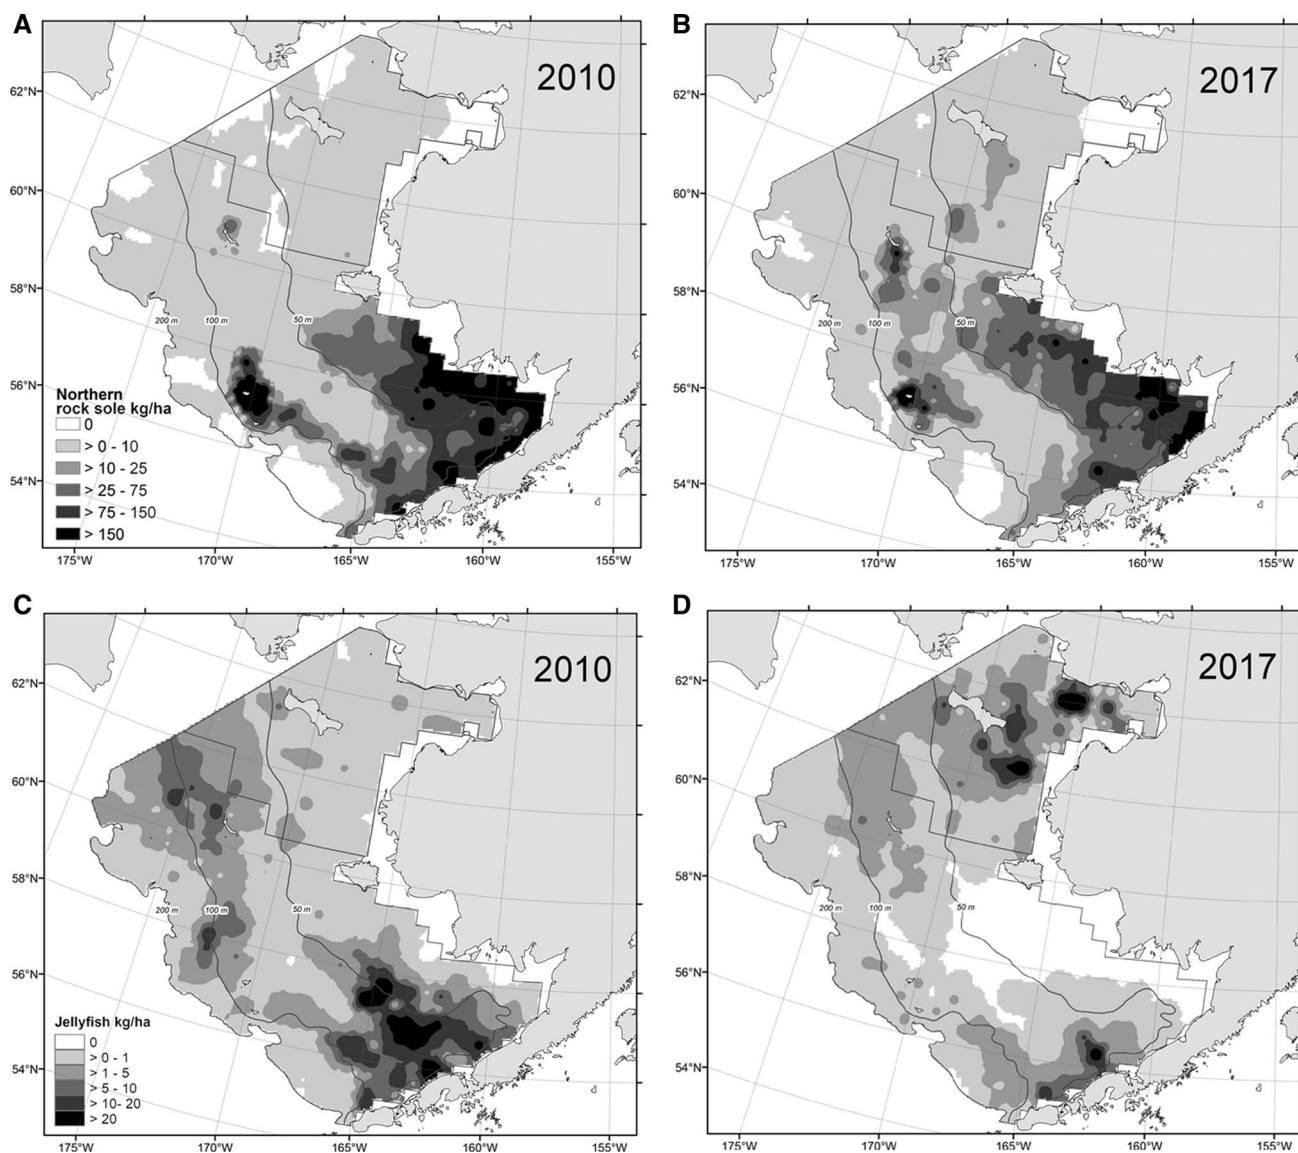 A
2010
62°N
60°N
58°N
56°N
54°N
200 m
100 m
50 m
Northern
rock sole kg/ha
0
> 0 - 10
> 10 - 25
> 25 - 75
> 75 - 150
> 150
175°W
170°W
165°W
160°W
155°W
B
2017
62°N
60°N
58°N
56°N
54°N
200 m
100 m
50 m
175°W
170°W
165°W
160°W
155°W
C
2010
62°N
60°N
58°N
56°N
54°N
200 m
100 m
50 m
Jellyfish kg/ha
0
> 0 - 1
> 1 - 5
> 5 - 10
> 10- 20
> 20
175°W
170°W
165°W
160°W
155°W
D
2017
62°N
60°N
58°N
56°N
54°N
200 m
100 m
50 m
175°W
170°W
165°W
160°W
155°W